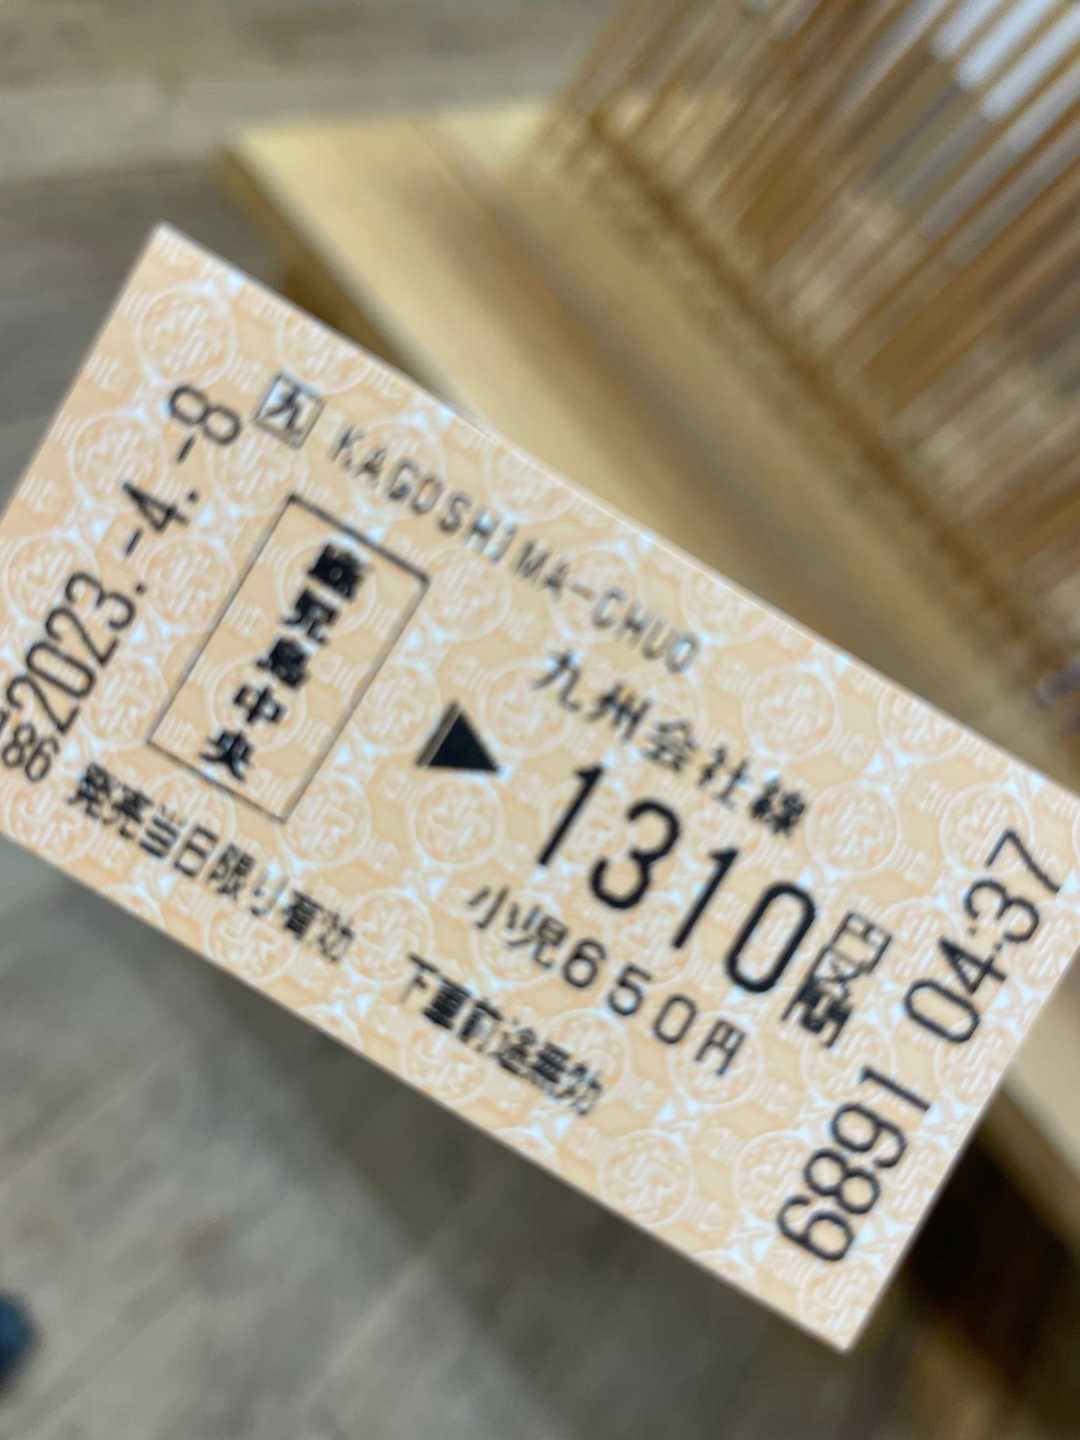 九 KAGOSHIMA-CHUO
鹿児島中央
▶
九州会社線
1310円区間
小児650円
2023.-4.-8
発売当日限り有効
下車前途無効
6891 04:37